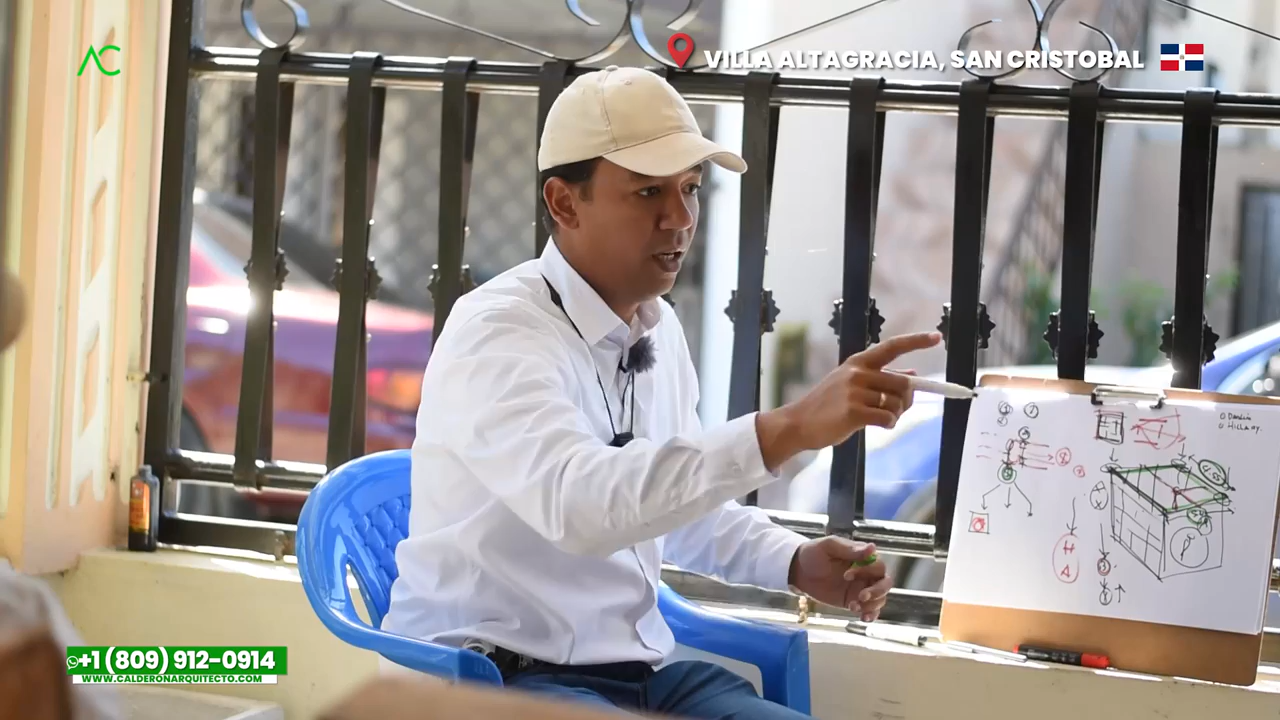 AC
VILLA ALTAGRACIA, SAN CRISTOBAL
H
A
+1 (809) 912-0914
WWW.CALDERONARQUITECTO.COM